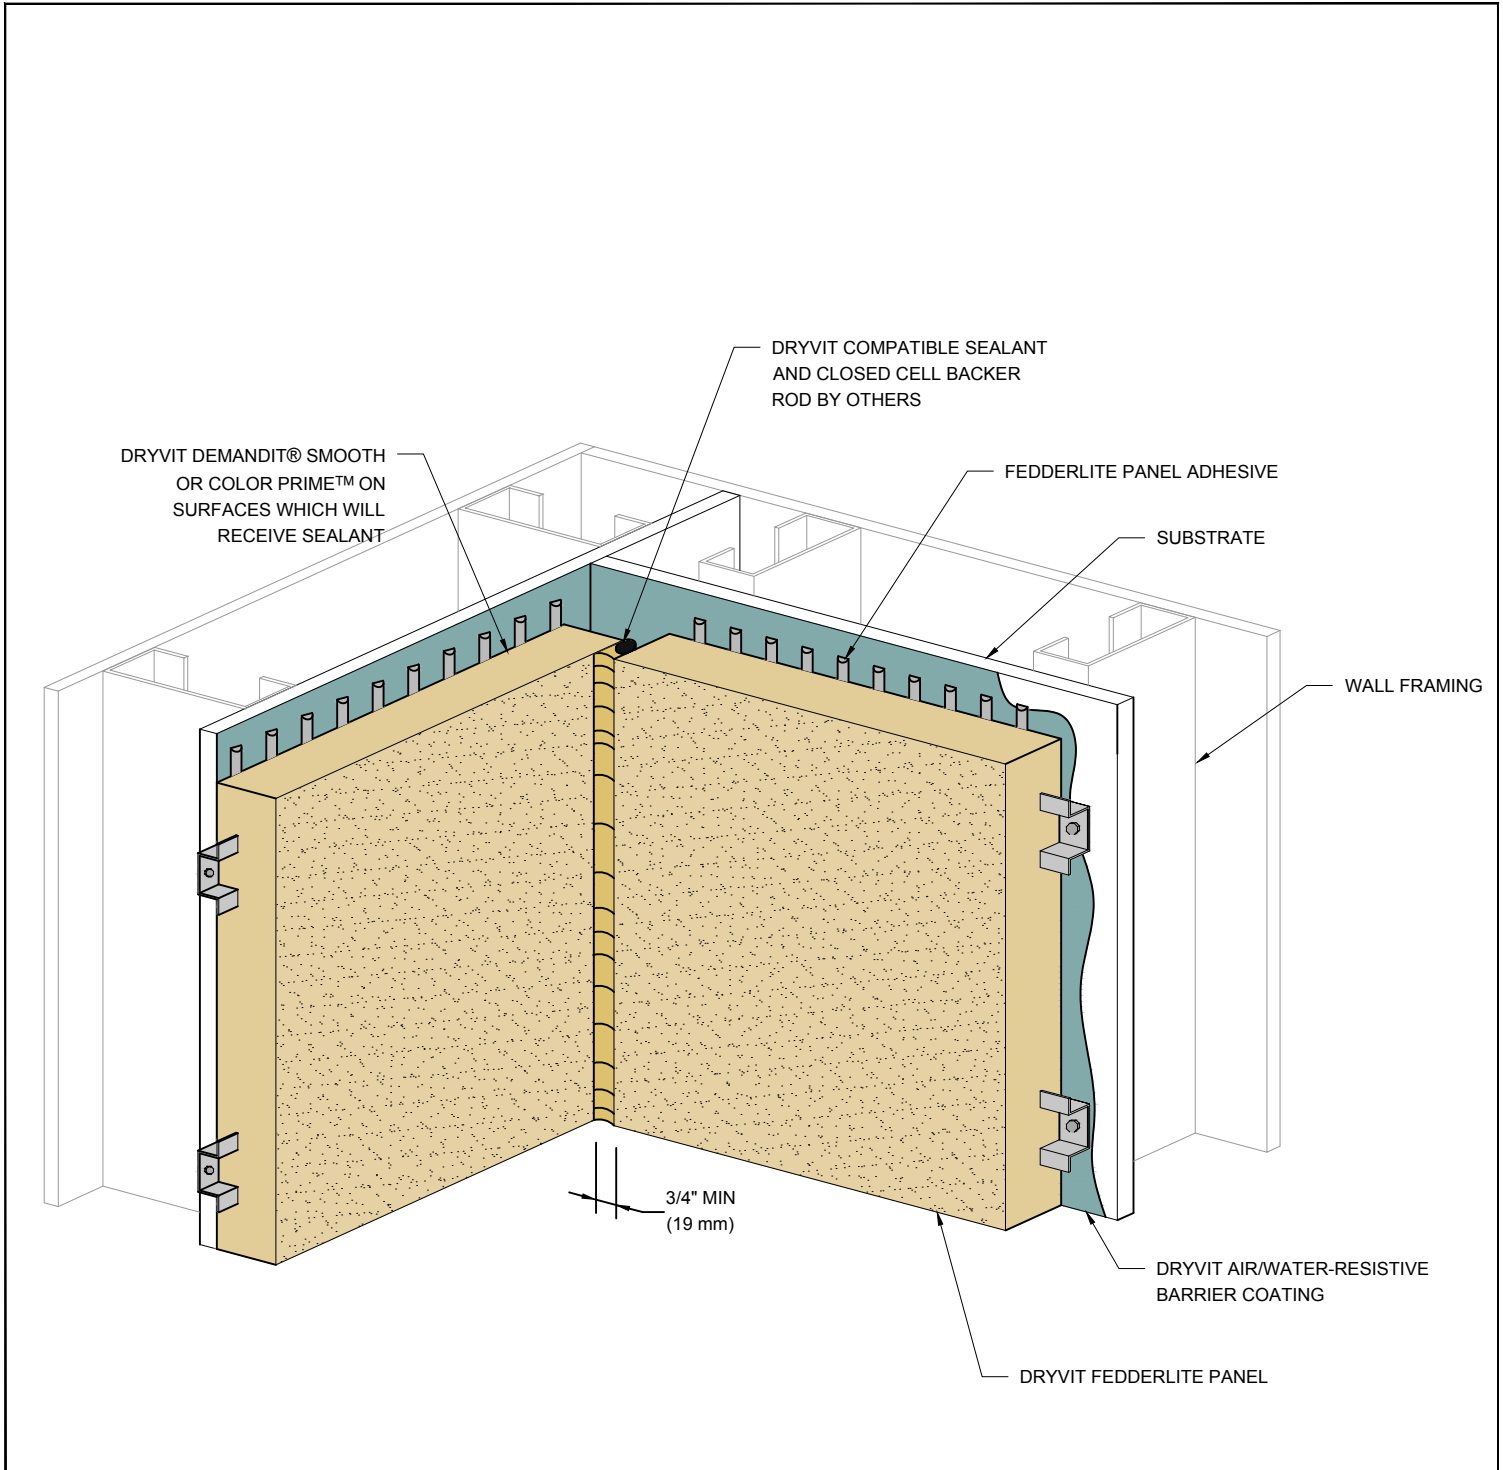 DRYVIT COMPATIBLE SEALANT
AND CLOSED CELL BACKER
ROD BY OTHERS
DRYVIT DEMANDIT® SMOOTH
OR COLOR PRIME™ ON
SURFACES WHICH WILL
RECEIVE SEALANT
FEDDERLITE PANEL ADHESIVE
SUBSTRATE
WALL FRAMING
3/4" MIN
(19 mm)
DRYVIT AIR/WATER-RESISTIVE
BARRIER COATING
DRYVIT FEDDERLITE PANEL